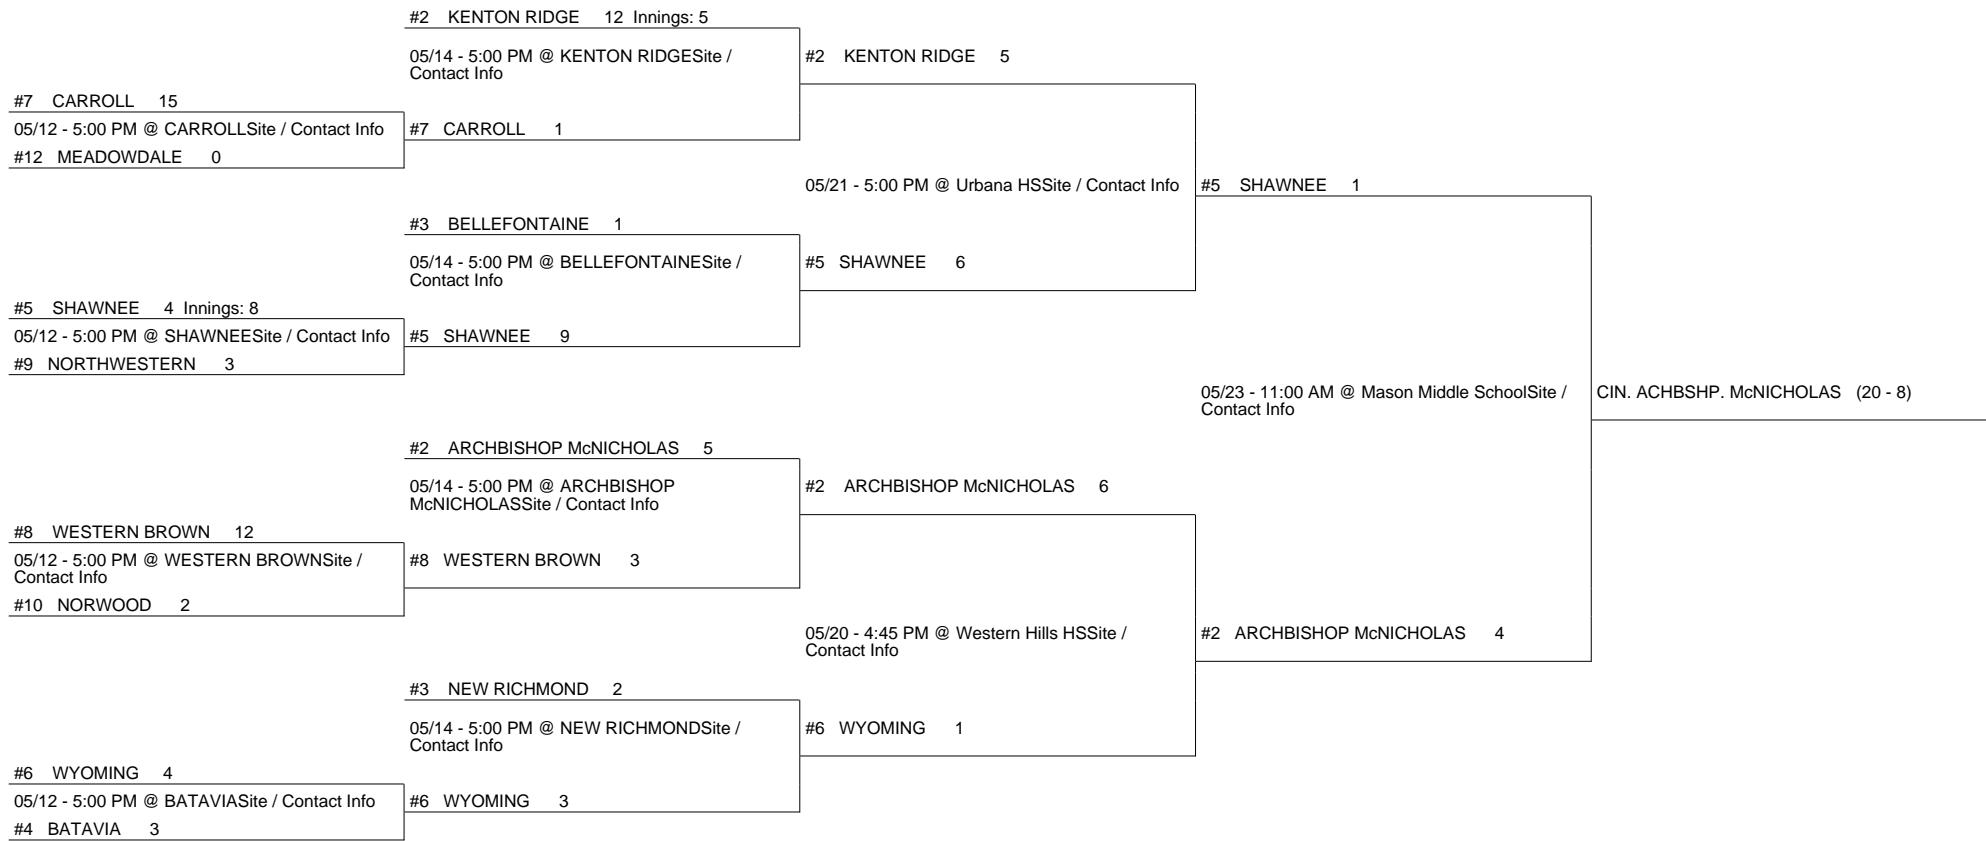 #2 KENTON RIDGE 12 Innings: 5
05/14 - 5:00 PM @ KENTON RIDGESite /
Contact Info
#7 CARROLL 15
05/12 - 5:00 PM @ CARROLLSite / Contact Info
#12 MEADOWDALE 0
#7 CARROLL 1
#2 KENTON RIDGE 5
05/21 - 5:00 PM @ Urbana HSSite / Contact Info
#3 BELLEFONTAINE 1
05/14 - 5:00 PM @ BELLEFONTAINESite /
Contact Info
#5 SHAWNEE 4 Innings: 8
05/12 - 5:00 PM @ SHAWNEESite / Contact Info
#9 NORTHWESTERN 3
#5 SHAWNEE 9
#5 SHAWNEE 6
#5 SHAWNEE 1
05/23 - 11:00 AM @ Mason Middle SchoolSite /
Contact Info
CIN. ACHBSHP. McNICHOLAS (20 - 8)
#2 ARCHBISHOP McNICHOLAS 5
05/14 - 5:00 PM @ ARCHBISHOP
McNICHOLASSite / Contact Info
#8 WESTERN BROWN 12
05/12 - 5:00 PM @ WESTERN BROWNSite /
Contact Info
#10 NORWOOD 2
#8 WESTERN BROWN 3
#2 ARCHBISHOP McNICHOLAS 6
05/20 - 4:45 PM @ Western Hills HSSite /
Contact Info
#2 ARCHBISHOP McNICHOLAS 4
#3 NEW RICHMOND 2
05/14 - 5:00 PM @ NEW RICHMONDSite /
Contact Info
#6 WYOMING 1
#6 WYOMING 4
05/12 - 5:00 PM @ BATAVIASite / Contact Info
#4 BATAVIA 3
#6 WYOMING 3